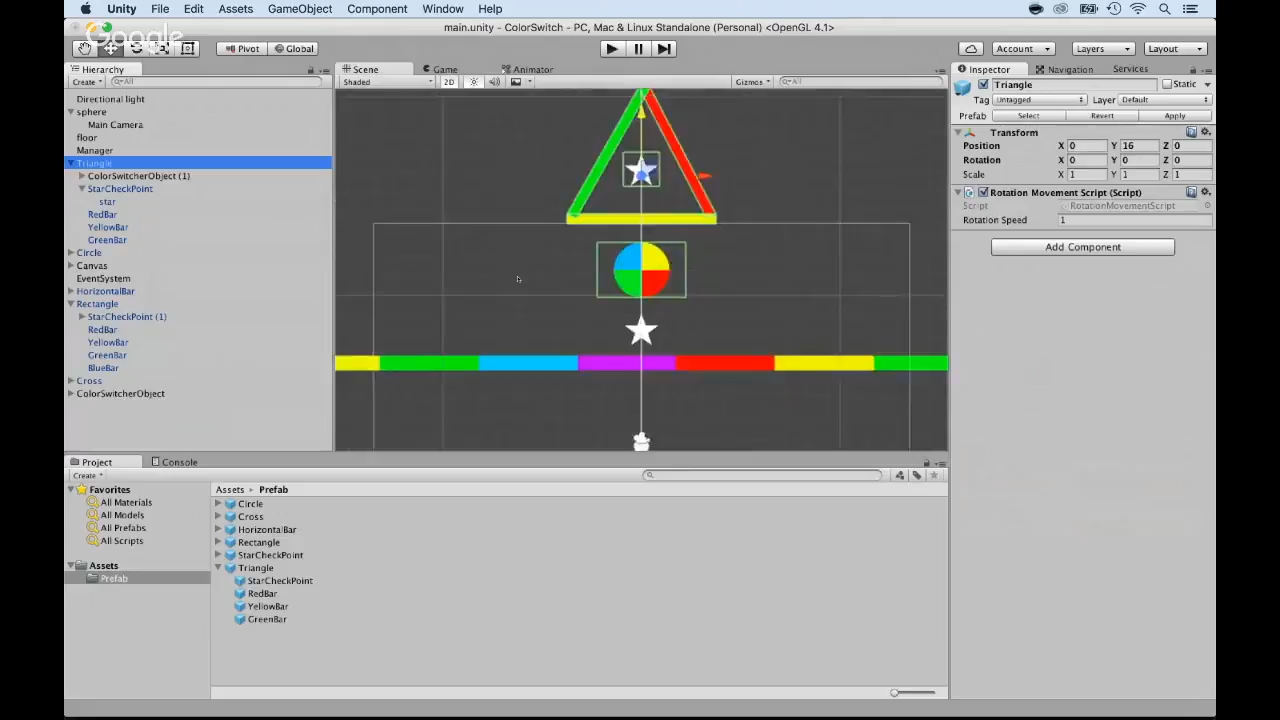 Unity File Edit Assets GameObject Component Window Help
main.unity - ColorSwitch - PC, Mac & Linux Standalone (Personal) <OpenGL 4.1>
Google
Pivot Global Account Layers Layout
Hierarchy Scene Game Animator Inspector Navigation Services
Create All Shaded 2D Gizmos All
Triangle Static
Tag Untagged Layer Default
Prefab Select Revert Apply
Transform
Position X 0 Y 16 Z 0
Rotation X 0 Y 0 Z 0
Scale X 1 Y 1 Z 1
Rotation Movement Script (Script)
Script RotationMovementScript
Rotation Speed 1
Add Component
Directional light
sphere
Main Camera
floor
Manager
Triangle
ColorSwitcherObject (1)
StarCheckPoint
star
RedBar
YellowBar
GreenBar
Circle
Canvas
EventSystem
HorizontalBar
Rectangle
StarCheckPoint (1)
RedBar
YellowBar
GreenBar
BlueBar
Cross
ColorSwitcherObject
Project Console
Create
Favorites
All Materials
All Models
All Prefabs
All Scripts
Assets
Prefab
Assets Prefab
Circle
Cross
HorizontalBar
Rectangle
StarCheckPoint
Triangle
StarCheckPoint
RedBar
YellowBar
GreenBar